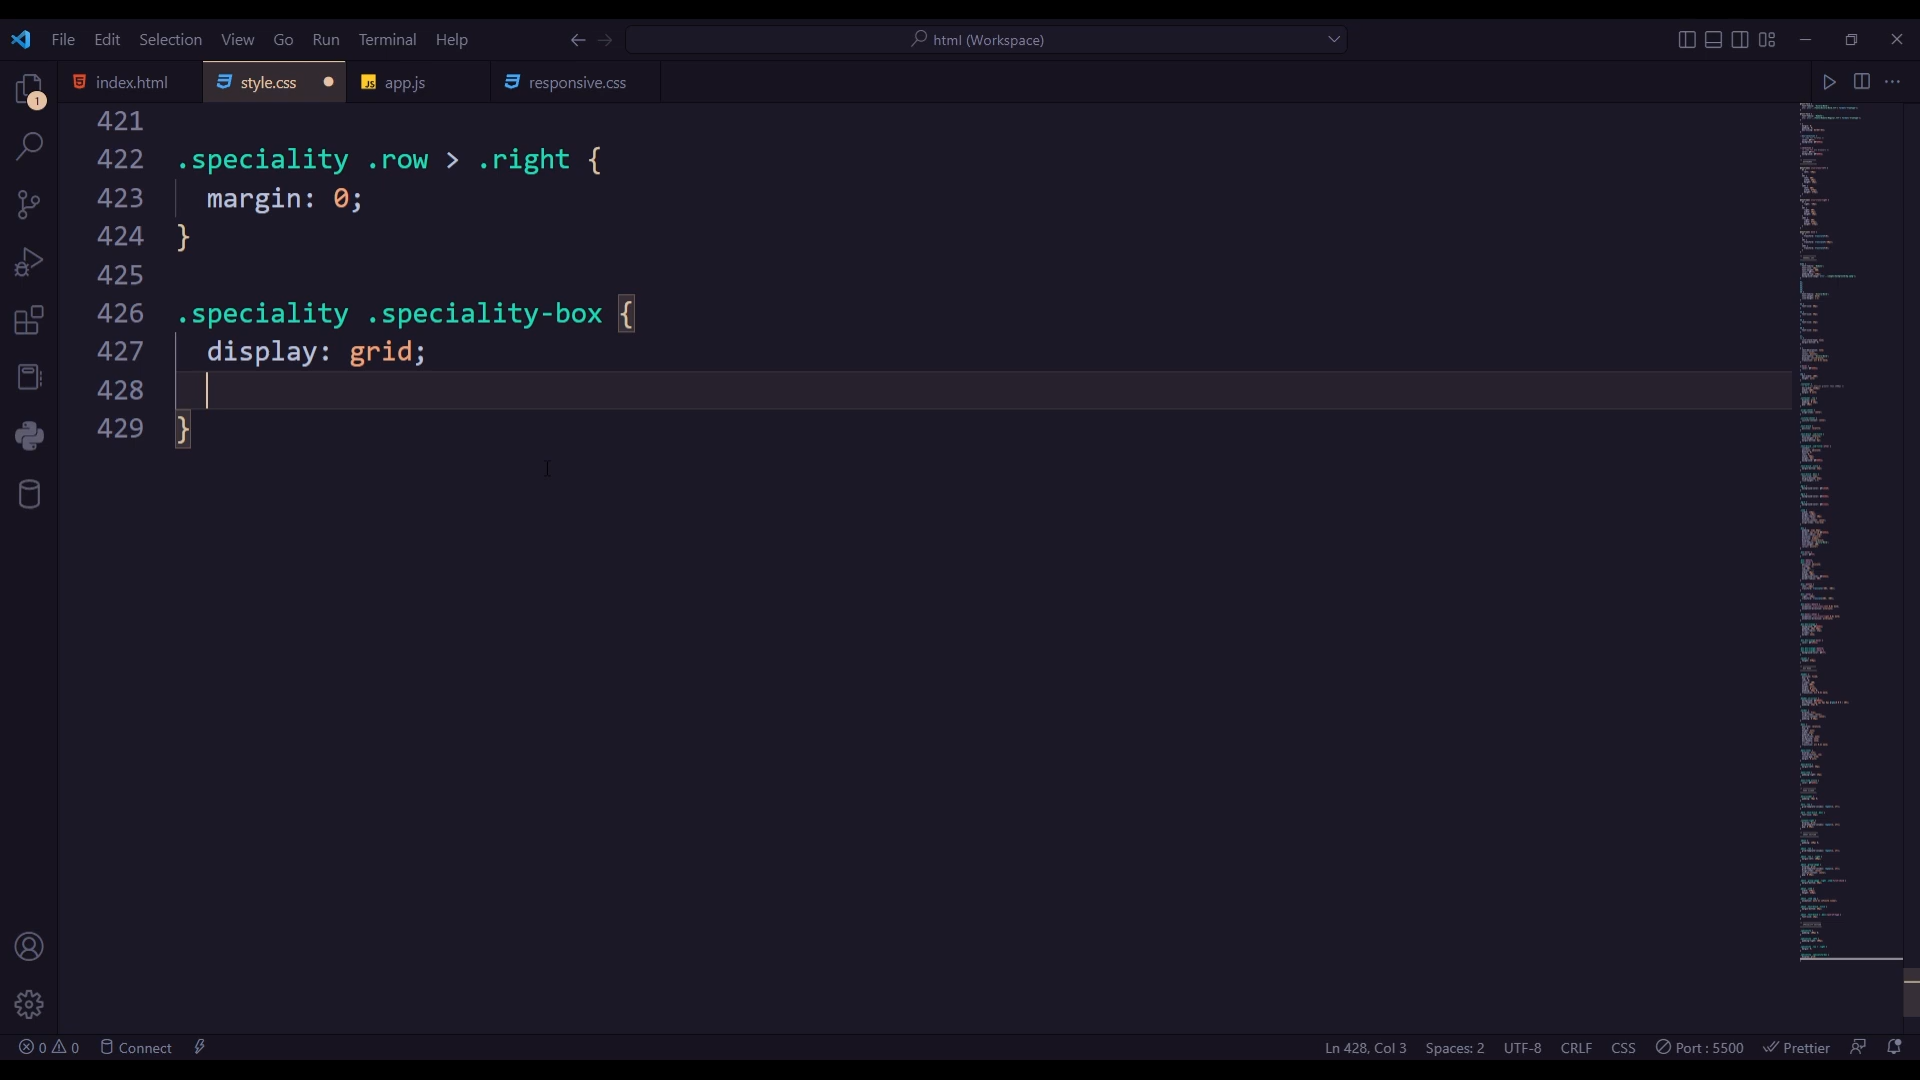 File Edit Selection View Go Run Terminal Help html (Workspace)
index.html style.css app.js responsive.css
1
421
422 .speciality .row > .right {
423 margin: 0;
424 }
425
426 .speciality .speciality-box {
427 display: grid;
428
429 }
0 0 Connect Ln 428, Col 3 Spaces: 2 UTF-8 CRLF CSS Port : 5500 Prettier